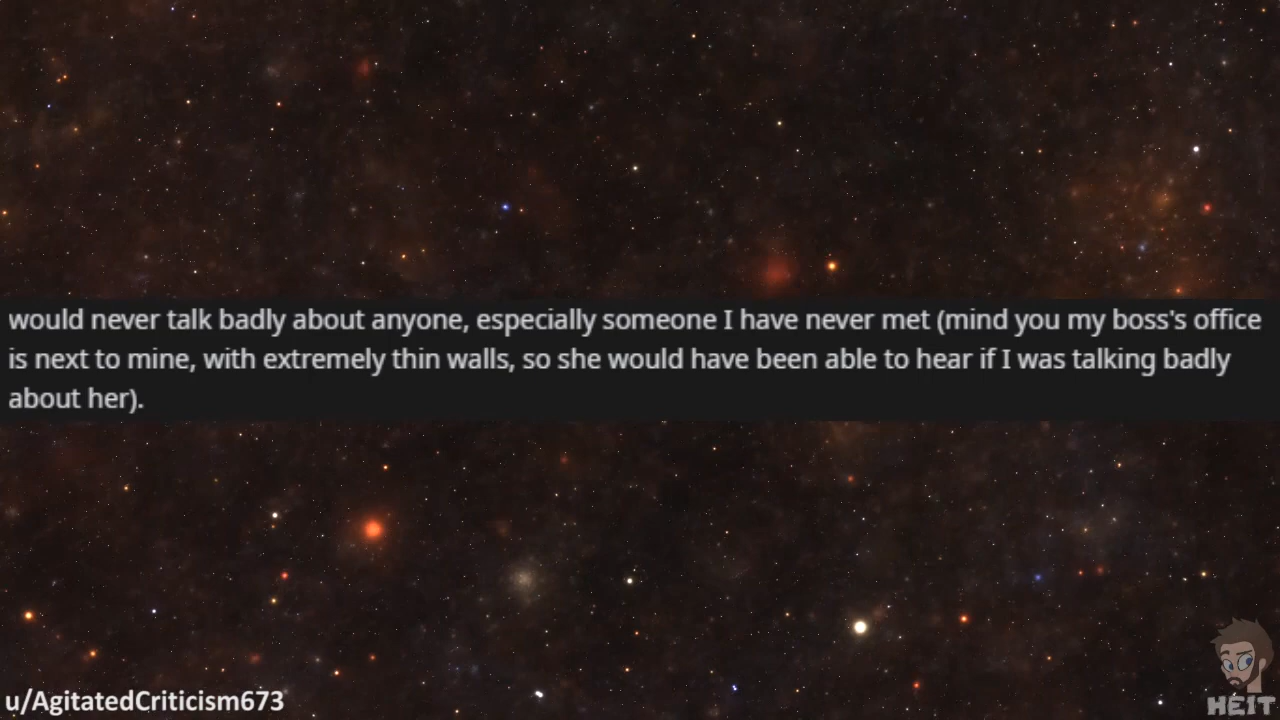 would never talk badly about anyone, especially someone I have never met (mind you my boss's office
is next to mine, with extremely thin walls, so she would have been able to hear if I was talking badly
about her).
u/AgitatedCriticism673
HEIT